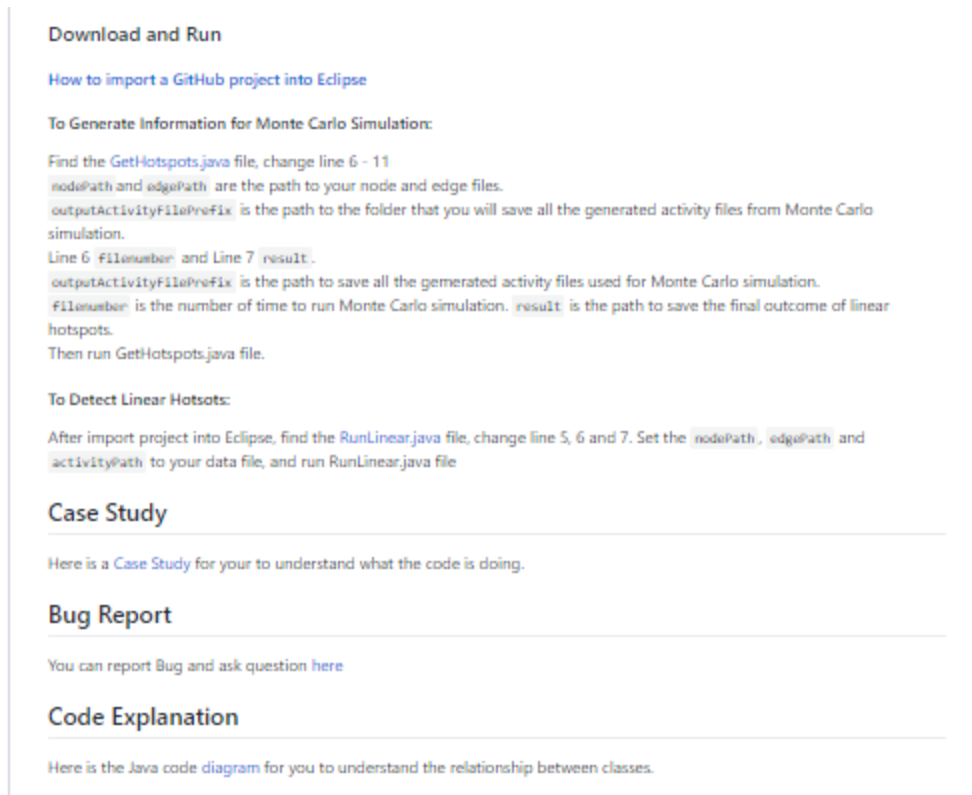 Download and Run
How to import a GitHub project into Eclipse
To Generate Information for Monte Carlo Simulation:
Find the GetHotspots.java file, change line 6 - 11
nodePath and edgePath are the path to your node and edge files.
outputActivityFilePrefix is the path to the folder that you will save all the generated activity files from Monte Carlo
simulation.
Line 6 filenumber and Line 7 result.
outputActivityFilePrefix is the path to save all the gemerated activity files used for Monte Carlo simulation.
filenumber is the number of time to run Monte Carlo simulation. result is the path to save the final outcome of linear
hotspots.
Then run GetHotspots.java file.
To Detect Linear Hotsots:
After import project into Eclipse, find the RunLinear.java file, change line 5, 6 and 7. Set the nodePath, edgePath and
activityPath to your data file, and run RunLinear.java file
Case Study
Here is a Case Study for your to understand what the code is doing.
Bug Report
You can report Bug and ask question here
Code Explanation
Here is the Java code diagram for you to understand the relationship between classes.